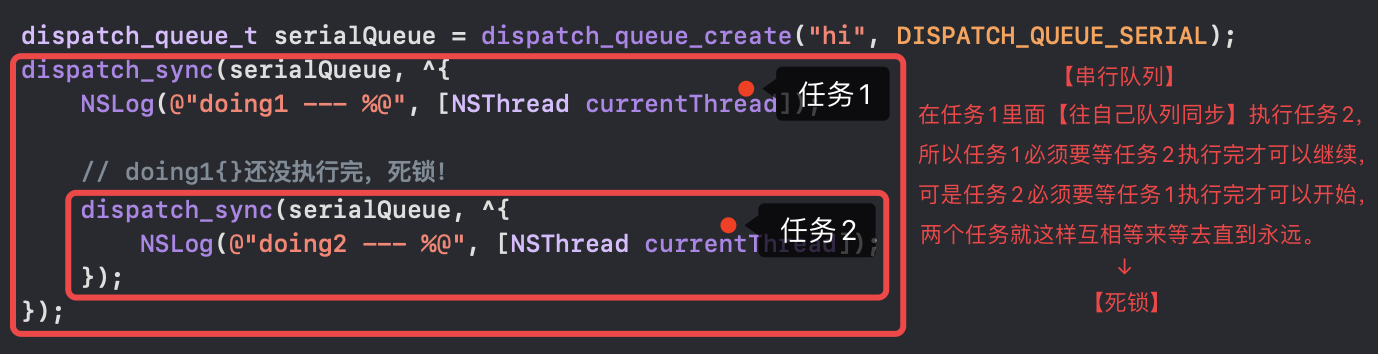 dispatch_queue_t serialQueue = dispatch_queue_create("hi", DISPATCH_QUEUE_SERIAL);
dispatch_sync(serialQueue, ^{
NSLog(@"doing1 --- %@", [NSThread currentThread]);
任务1
// doing1{}还没执行完，死锁！
dispatch_sync(serialQueue, ^{
NSLog(@"doing2 --- %@", [NSThread currentThread]);
任务2
});
});
【串行队列】
在任务1里面【往自己队列同步】执行任务2，
所以任务1必须要等任务2执行完才可以继续，
可是任务2必须要等任务1执行完才可以开始，
两个任务就这样互相等来等去直到永远。
↓
【死锁】